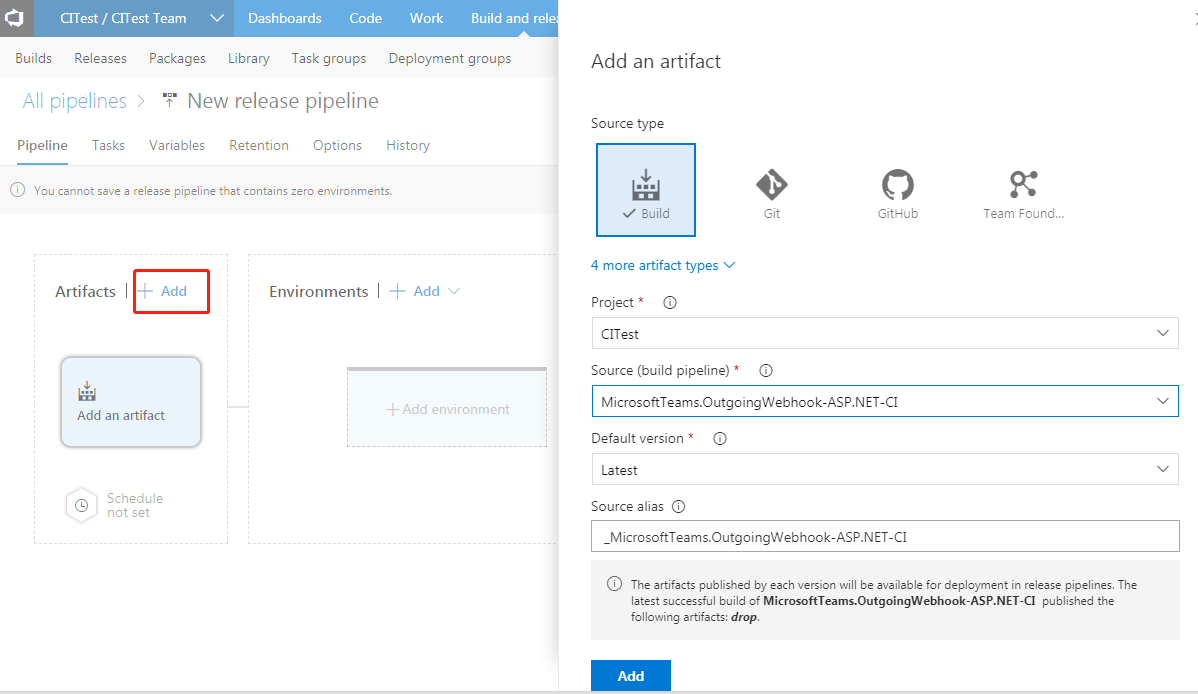 CITest / CITest Team
Dashboards
Code
Work
Build and relea
Builds
Releases
Packages
Library
Task groups
Deployment groups
All pipelines
New release pipeline
Pipeline
Tasks
Variables
Retention
Options
History
You cannot save a release pipeline that contains zero environments.
Artifacts
Add
Environments
Add
Add an artifact
Add environment
Schedule
not set
Add an artifact
Source type
Build
Git
GitHub
Team Found...
4 more artifact types
Project *
CITest
Source (build pipeline) *
MicrosoftTeams.OutgoingWebhook-ASP.NET-CI
Default version *
Latest
Source alias
_MicrosoftTeams.OutgoingWebhook-ASP.NET-CI
The artifacts published by each version will be available for deployment in release pipelines. The
latest successful build of MicrosoftTeams.OutgoingWebhook-ASP.NET-CI published the
following artifacts: drop.
Add